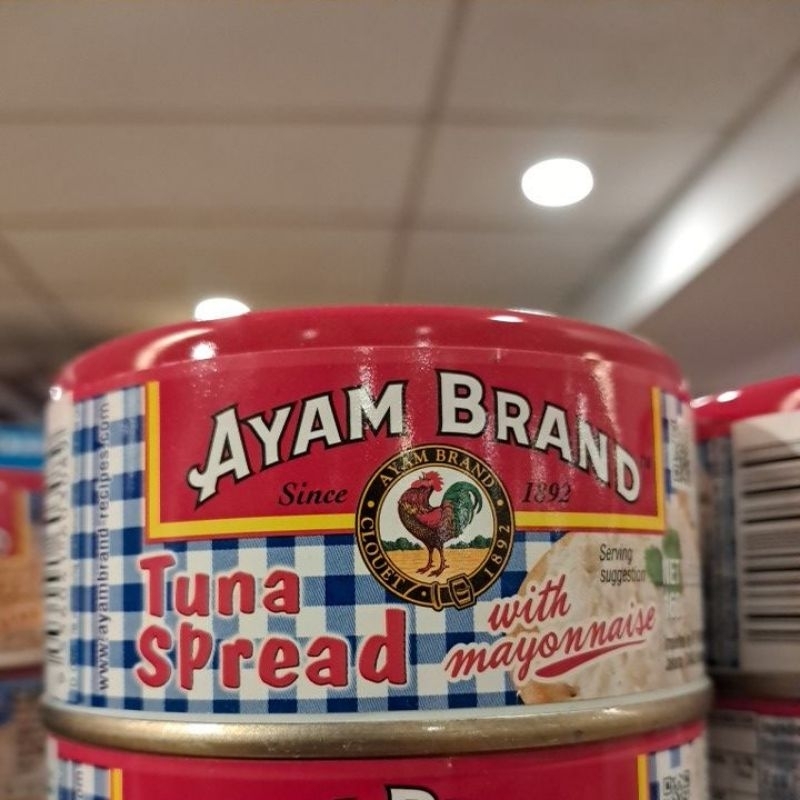 AYAM BRAND
Since 1892
AYAM BRAND
CLOUET 1892
Tuna
spread
with
mayonnaise
Serving
suggestion
www.ayambrand-recipes.com